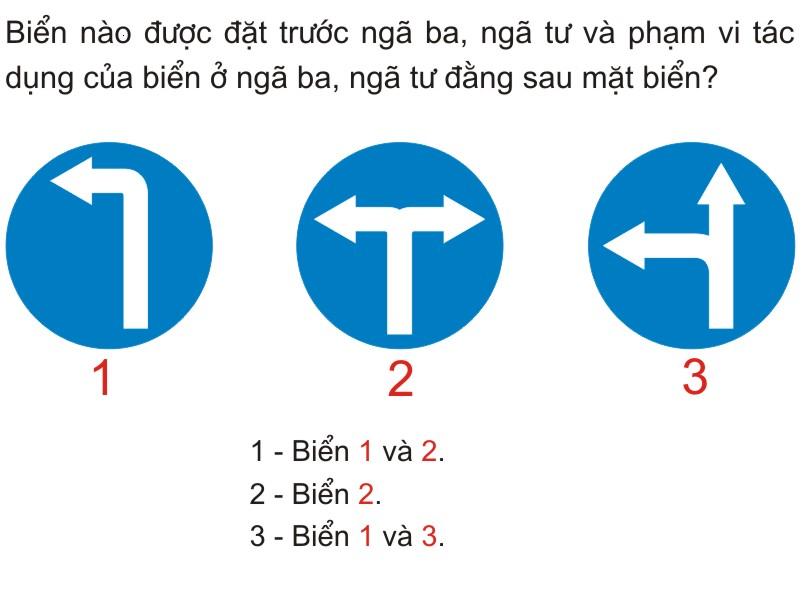 Biển nào được đặt trước ngã ba, ngã tư và phạm vi tác
dụng của biển ở ngã ba, ngã tư đằng sau mặt biển?
1
2
3
1 - Biển 1 và 2.
2 - Biển 2.
3 - Biển 1 và 3.